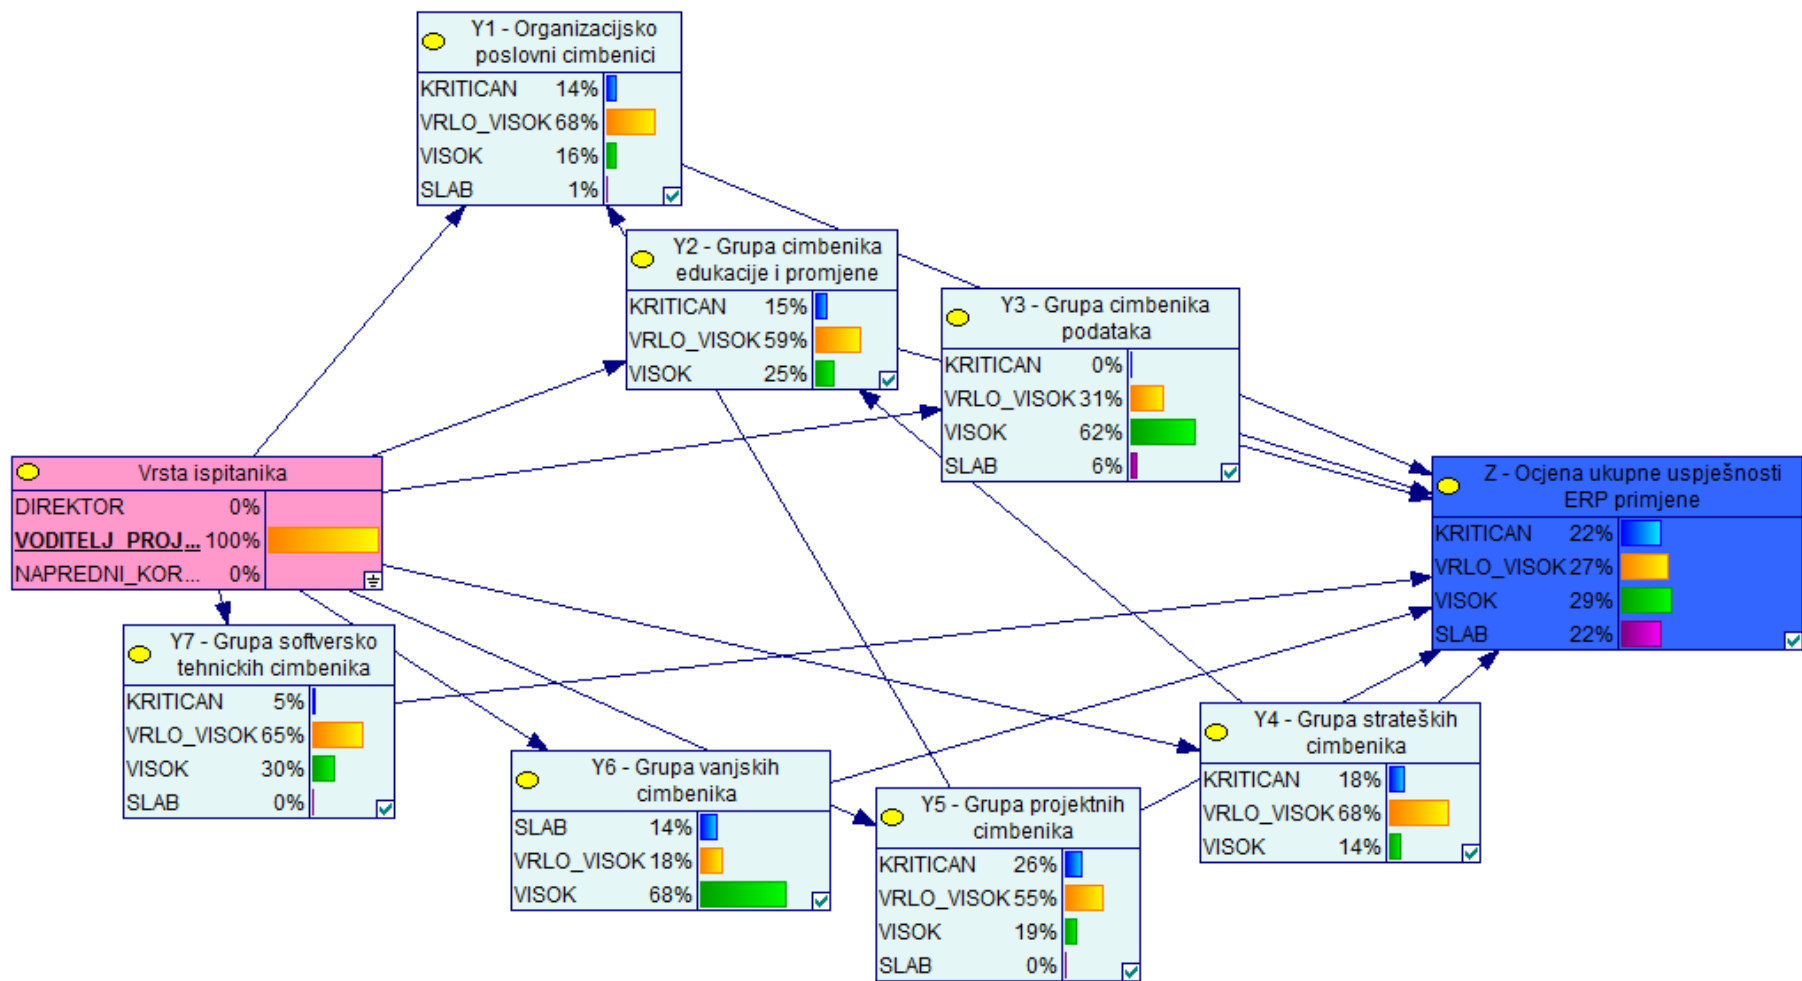 Y1 - Organizacijsko
poslovni cimbenici
KRITICAN 14%
VRLO_VISOK 68%
VISOK 16%
SLAB 1%
Y2 - Grupa cimbenika
edukacije i promjene
KRITICAN 15%
VRLO_VISOK 59%
VISOK 25%
Y3 - Grupa cimbenika
podataka
KRITICAN 0%
VRLO_VISOK 31%
VISOK 62%
SLAB 6%
Vrsta ispitanika
DIREKTOR 0%
VODITELJ_PROJ... 100%
NAPREDNI_KOR... 0%
Z - Ocjena ukupne uspješnosti
ERP primjene
KRITICAN 22%
VRLO_VISOK 27%
VISOK 29%
SLAB 22%
Y7 - Grupa softversko
tehnickih cimbenika
KRITICAN 5%
VRLO_VISOK 65%
VISOK 30%
SLAB 0%
Y6 - Grupa vanjskih
cimbenika
SLAB 14%
VRLO_VISOK 18%
VISOK 68%
Y5 - Grupa projektnih
cimbenika
KRITICAN 26%
VRLO_VISOK 55%
VISOK 19%
SLAB 0%
Y4 - Grupa strateških
cimbenika
KRITICAN 18%
VRLO_VISOK 68%
VISOK 14%